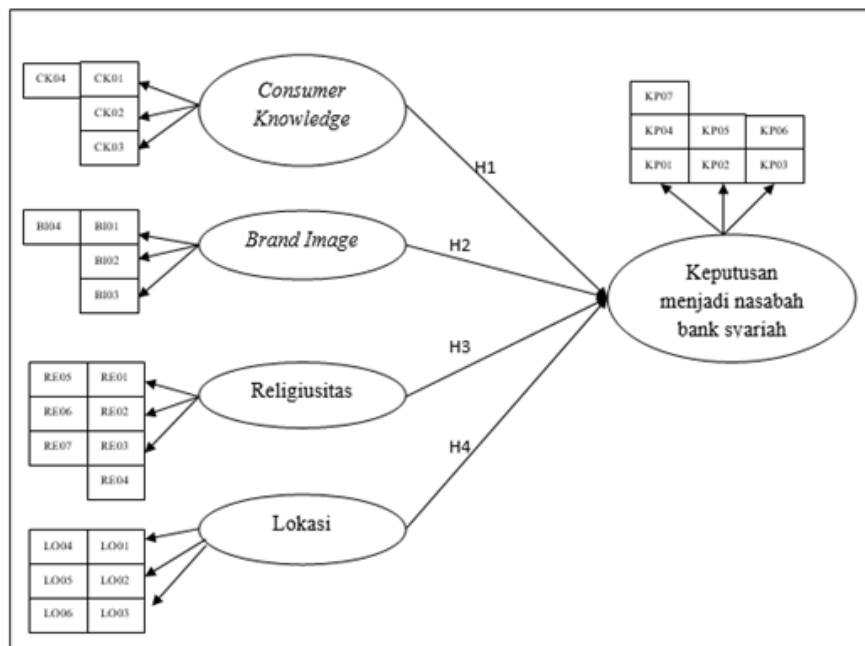 CK04 CK01
CK02
CK03
Consumer
Knowledge
H1
KP07
KP04 KP05 KP06
KP01 KP02 KP03
BI04 BI01
BI02
BI03
Brand Image
H2
Keputusan
menjadi nasabah
bank syariah
RE05 RE01
RE06 RE02
RE07 RE03
RE04
Religiusitas
H3
LO04 LO01
LO05 LO02
LO06 LO03
Lokasi
H4